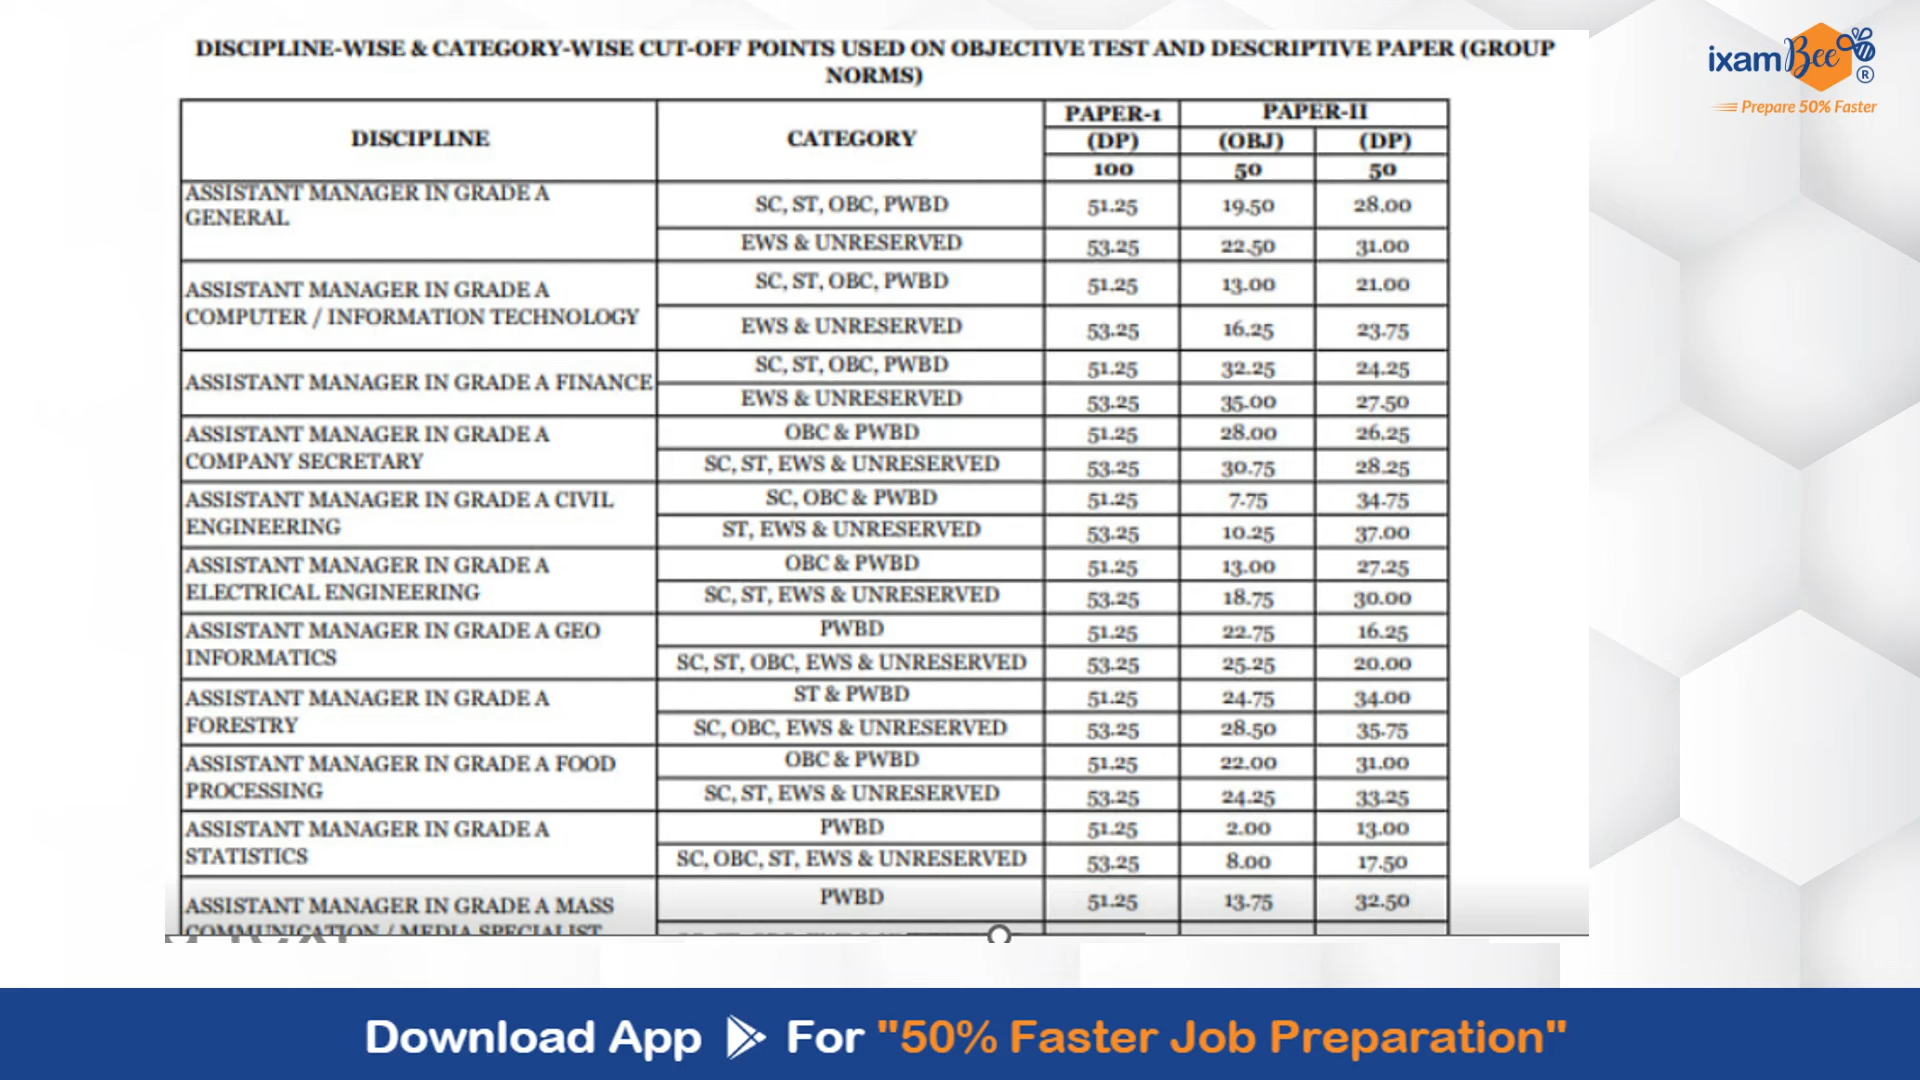 DISCIPLINE-WISE & CATEGORY-WISE CUT-OFF POINTS USED ON OBJECTIVE TEST AND DESCRIPTIVE PAPER (GROUP
NORMS)
ixamBee ®
Prepare 50% Faster
DISCIPLINE CATEGORY PAPER-1 PAPER-II
(DP) (OBJ) (DP)
100 50 50
ASSISTANT MANAGER IN GRADE A
GENERAL
SC, ST, OBC, PWBD 51.25 19.50 28.00
EWS & UNRESERVED 53.25 22.50 31.00
ASSISTANT MANAGER IN GRADE A
COMPUTER / INFORMATION TECHNOLOGY
SC, ST, OBC, PWBD 51.25 13.00 21.00
EWS & UNRESERVED 53.25 16.25 23.75
ASSISTANT MANAGER IN GRADE A FINANCE
SC, ST, OBC, PWBD 51.25 32.25 24.25
EWS & UNRESERVED 53.25 35.00 27.50
ASSISTANT MANAGER IN GRADE A
COMPANY SECRETARY
OBC & PWBD 51.25 28.00 26.25
SC, ST, EWS & UNRESERVED 53.25 30.75 28.25
ASSISTANT MANAGER IN GRADE A CIVIL
ENGINEERING
SC, OBC & PWBD 51.25 7.75 34.75
ST, EWS & UNRESERVED 53.25 10.25 37.00
ASSISTANT MANAGER IN GRADE A
ELECTRICAL ENGINEERING
OBC & PWBD 51.25 13.00 27.25
SC, ST, EWS & UNRESERVED 53.25 18.75 30.00
ASSISTANT MANAGER IN GRADE A GEO
INFORMATICS
PWBD 51.25 22.75 16.25
SC, ST, OBC, EWS & UNRESERVED 53.25 25.25 20.00
ASSISTANT MANAGER IN GRADE A
FORESTRY
ST & PWBD 51.25 24.75 34.00
SC, OBC, EWS & UNRESERVED 53.25 28.50 35.75
ASSISTANT MANAGER IN GRADE A FOOD
PROCESSING
OBC & PWBD 51.25 22.00 31.00
SC, ST, EWS & UNRESERVED 53.25 24.25 33.25
ASSISTANT MANAGER IN GRADE A
STATISTICS
PWBD 51.25 2.00 13.00
SC, OBC, ST, EWS & UNRESERVED 53.25 8.00 17.50
ASSISTANT MANAGER IN GRADE A MASS
COMMUNICATION / MEDIA SPECIALIST
PWBD 51.25 13.75 32.50
Download App For "50% Faster Job Preparation"